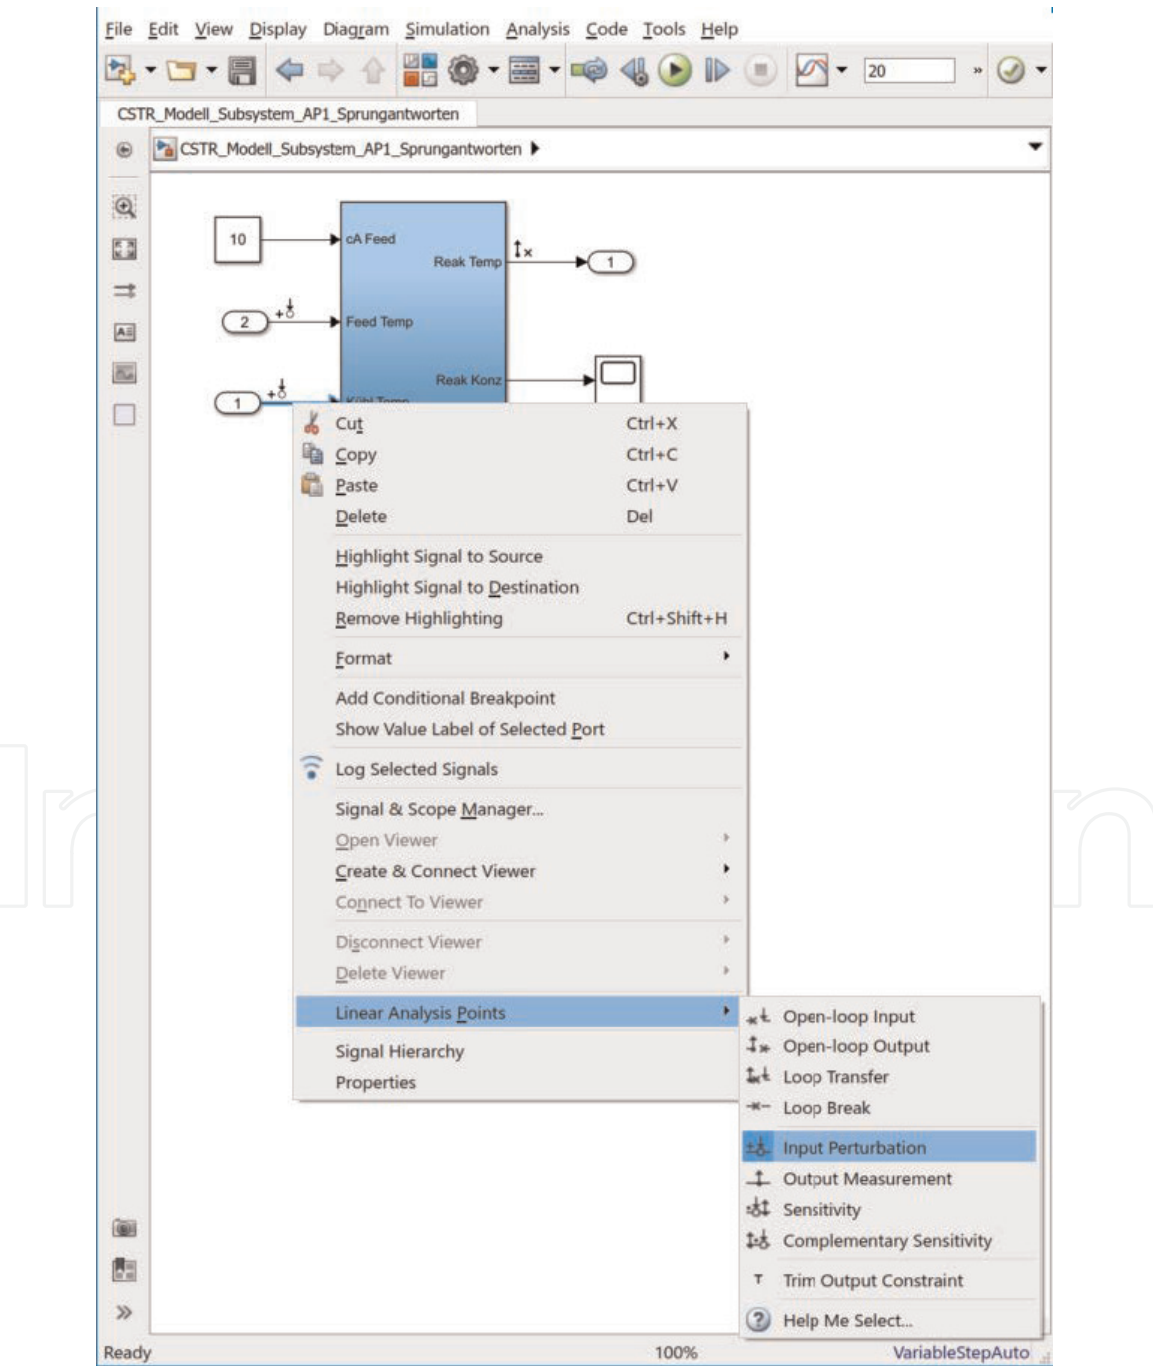 File Edit View Display Diagram Simulation Analysis Code Tools Help
20 »
CSTR_Modell_Subsystem_AP1_Sprungantworten
CSTR_Modell_Subsystem_AP1_Sprungantworten
10
cA Feed
Reak Temp
1
2
Feed Temp
Reak Konz
1
Kühl Temp
Cut Ctrl+X
Copy Ctrl+C
Paste Ctrl+V
Delete Del
Highlight Signal to Source
Highlight Signal to Destination
Remove Highlighting Ctrl+Shift+H
Format
Add Conditional Breakpoint
Show Value Label of Selected Port
Log Selected Signals
Signal & Scope Manager...
Open Viewer
Create & Connect Viewer
Connect To Viewer
Disconnect Viewer
Delete Viewer
Linear Analysis Points
Signal Hierarchy
Properties
Open-loop Input
Open-loop Output
Loop Transfer
Loop Break
Input Perturbation
Output Measurement
Sensitivity
Complementary Sensitivity
T Trim Output Constraint
? Help Me Select...
Ready 100% VariableStepAuto